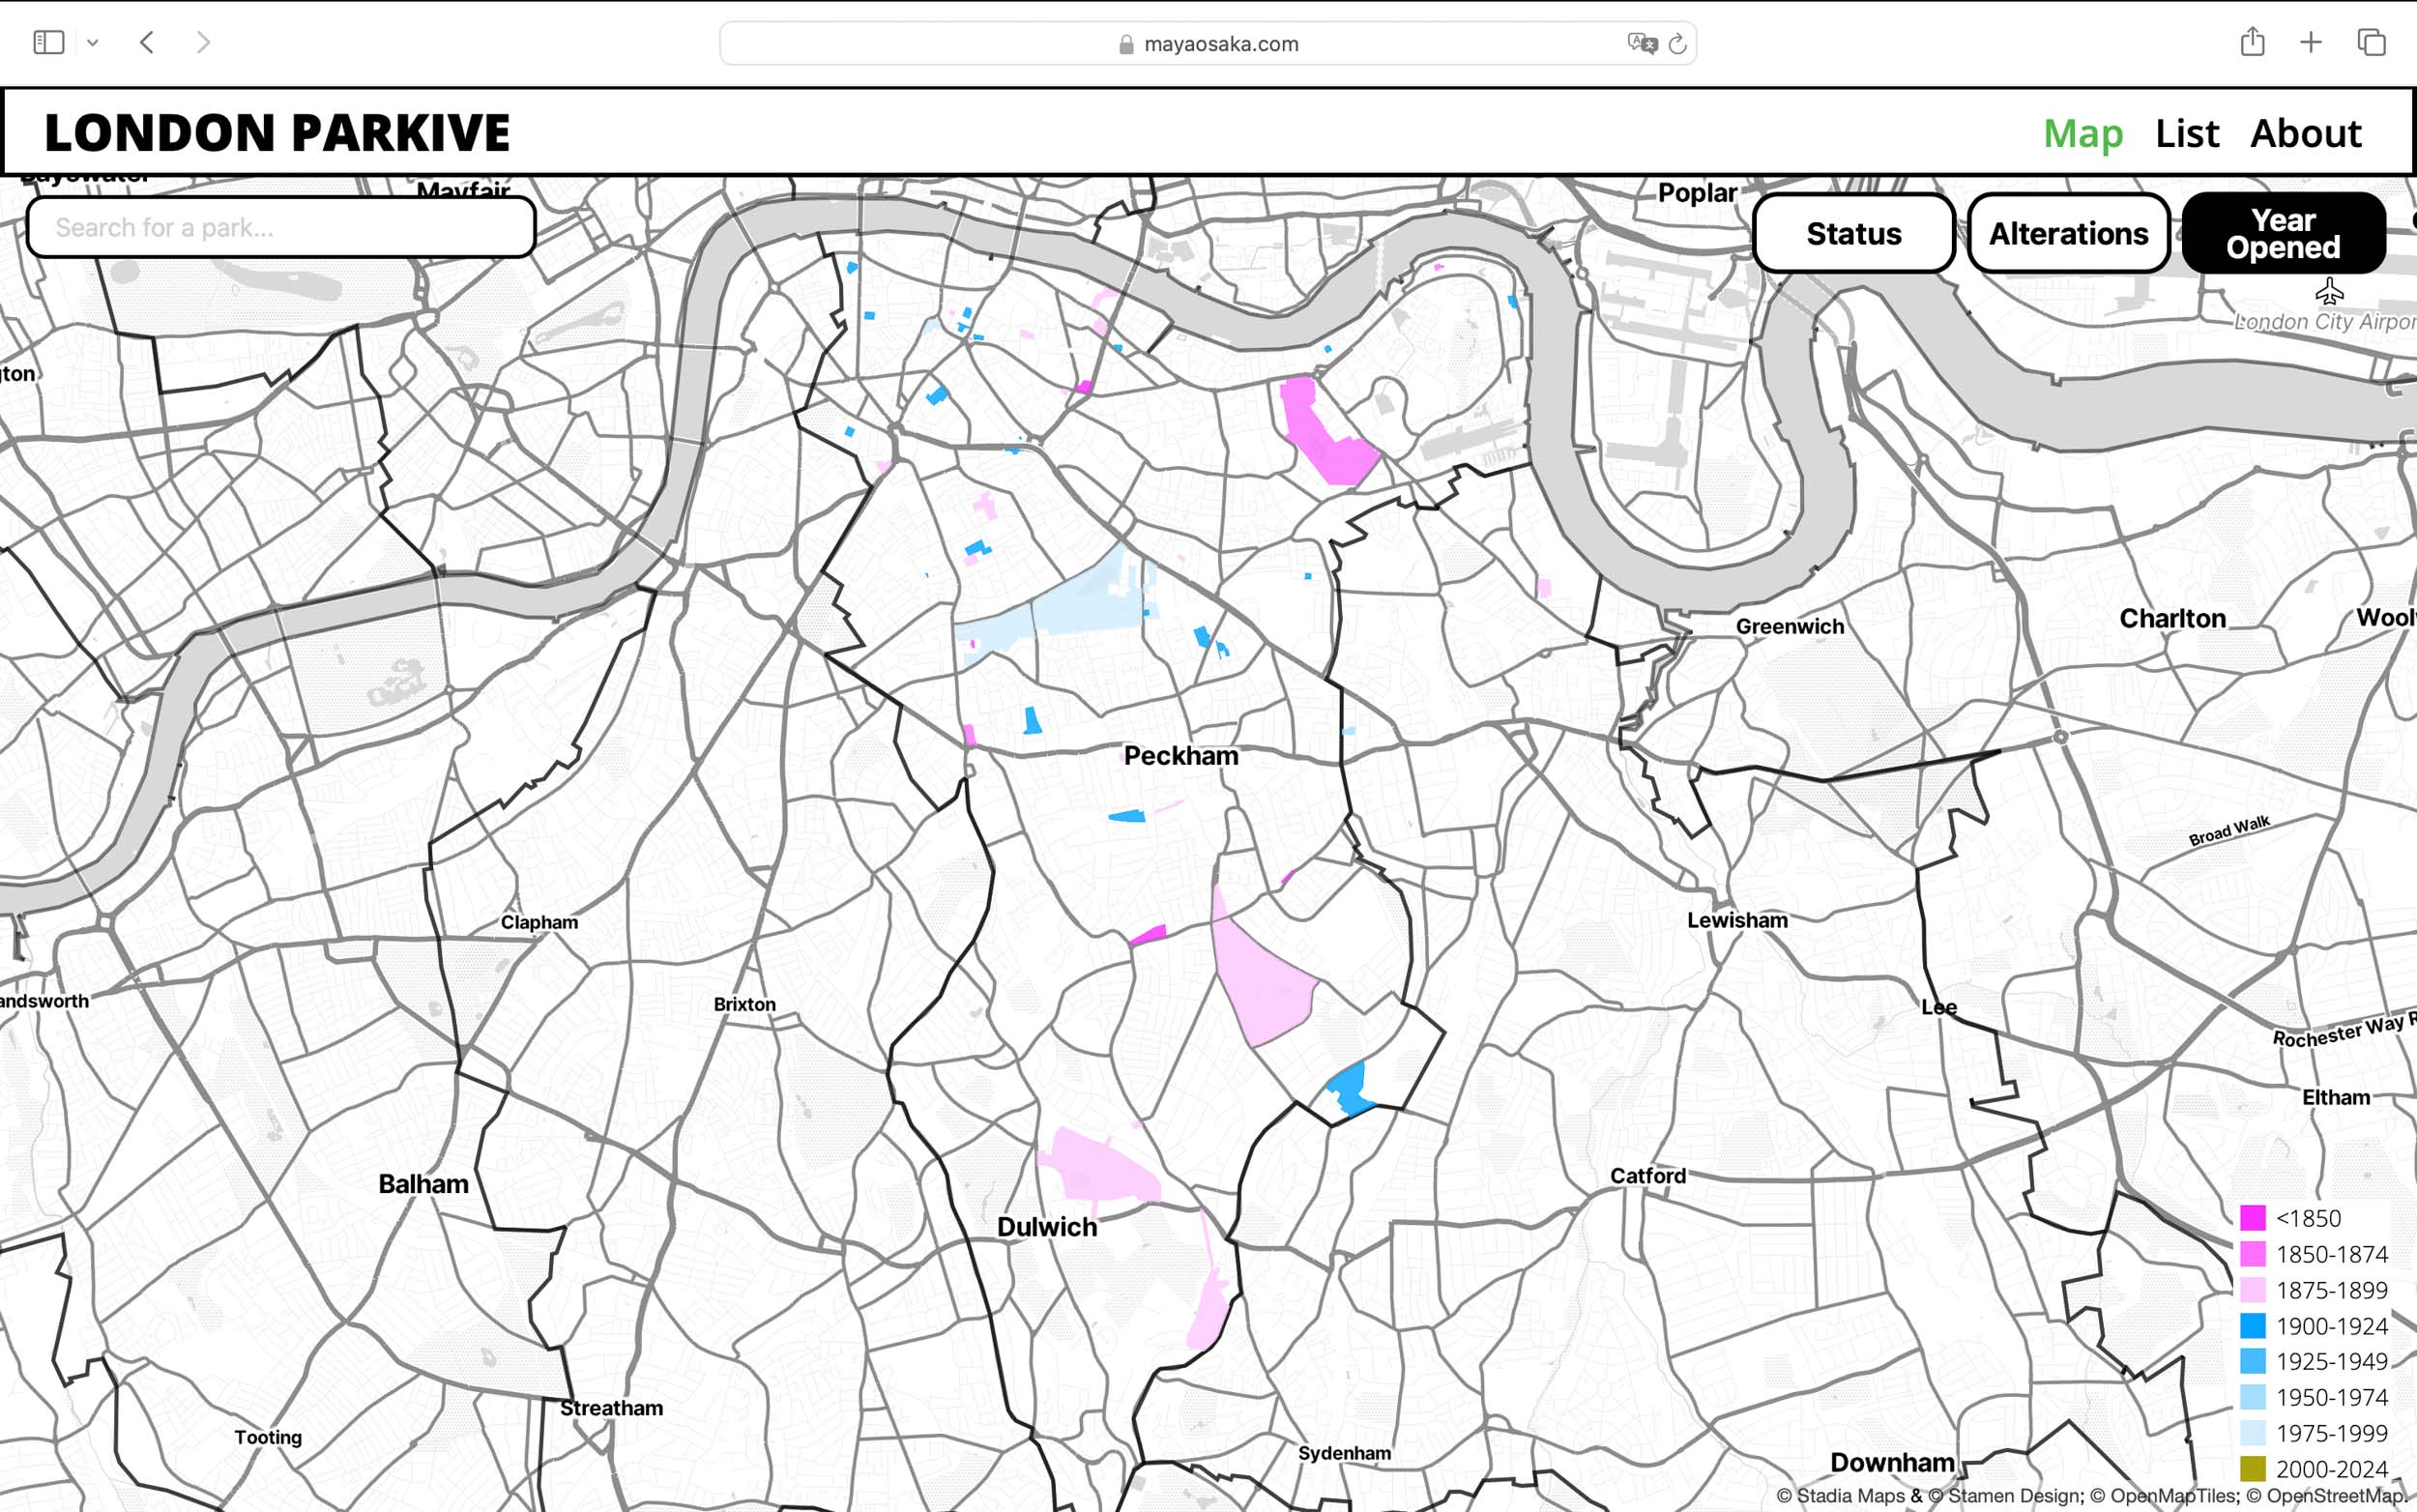 mayaosaka.com
LONDON PARKIVE
Map List About
Mayfair
Poplar
Search for a park...
Status
Alterations
Year
Opened
London City Airpor
Greenwich
Charlton
Peckham
Broad Walk
Clapham
Lewisham
Brixton
Lee
Rochester Way R
Eltham
Balham
Catford
Dulwich
Streatham
Tooting
Sydenham
Downham
<1850
1850-1874
1875-1899
1900-1924
1925-1949
1950-1974
1975-1999
2000-2024
© Stadia Maps & © Stamen Design; © OpenMapTiles; © OpenStreetMap.